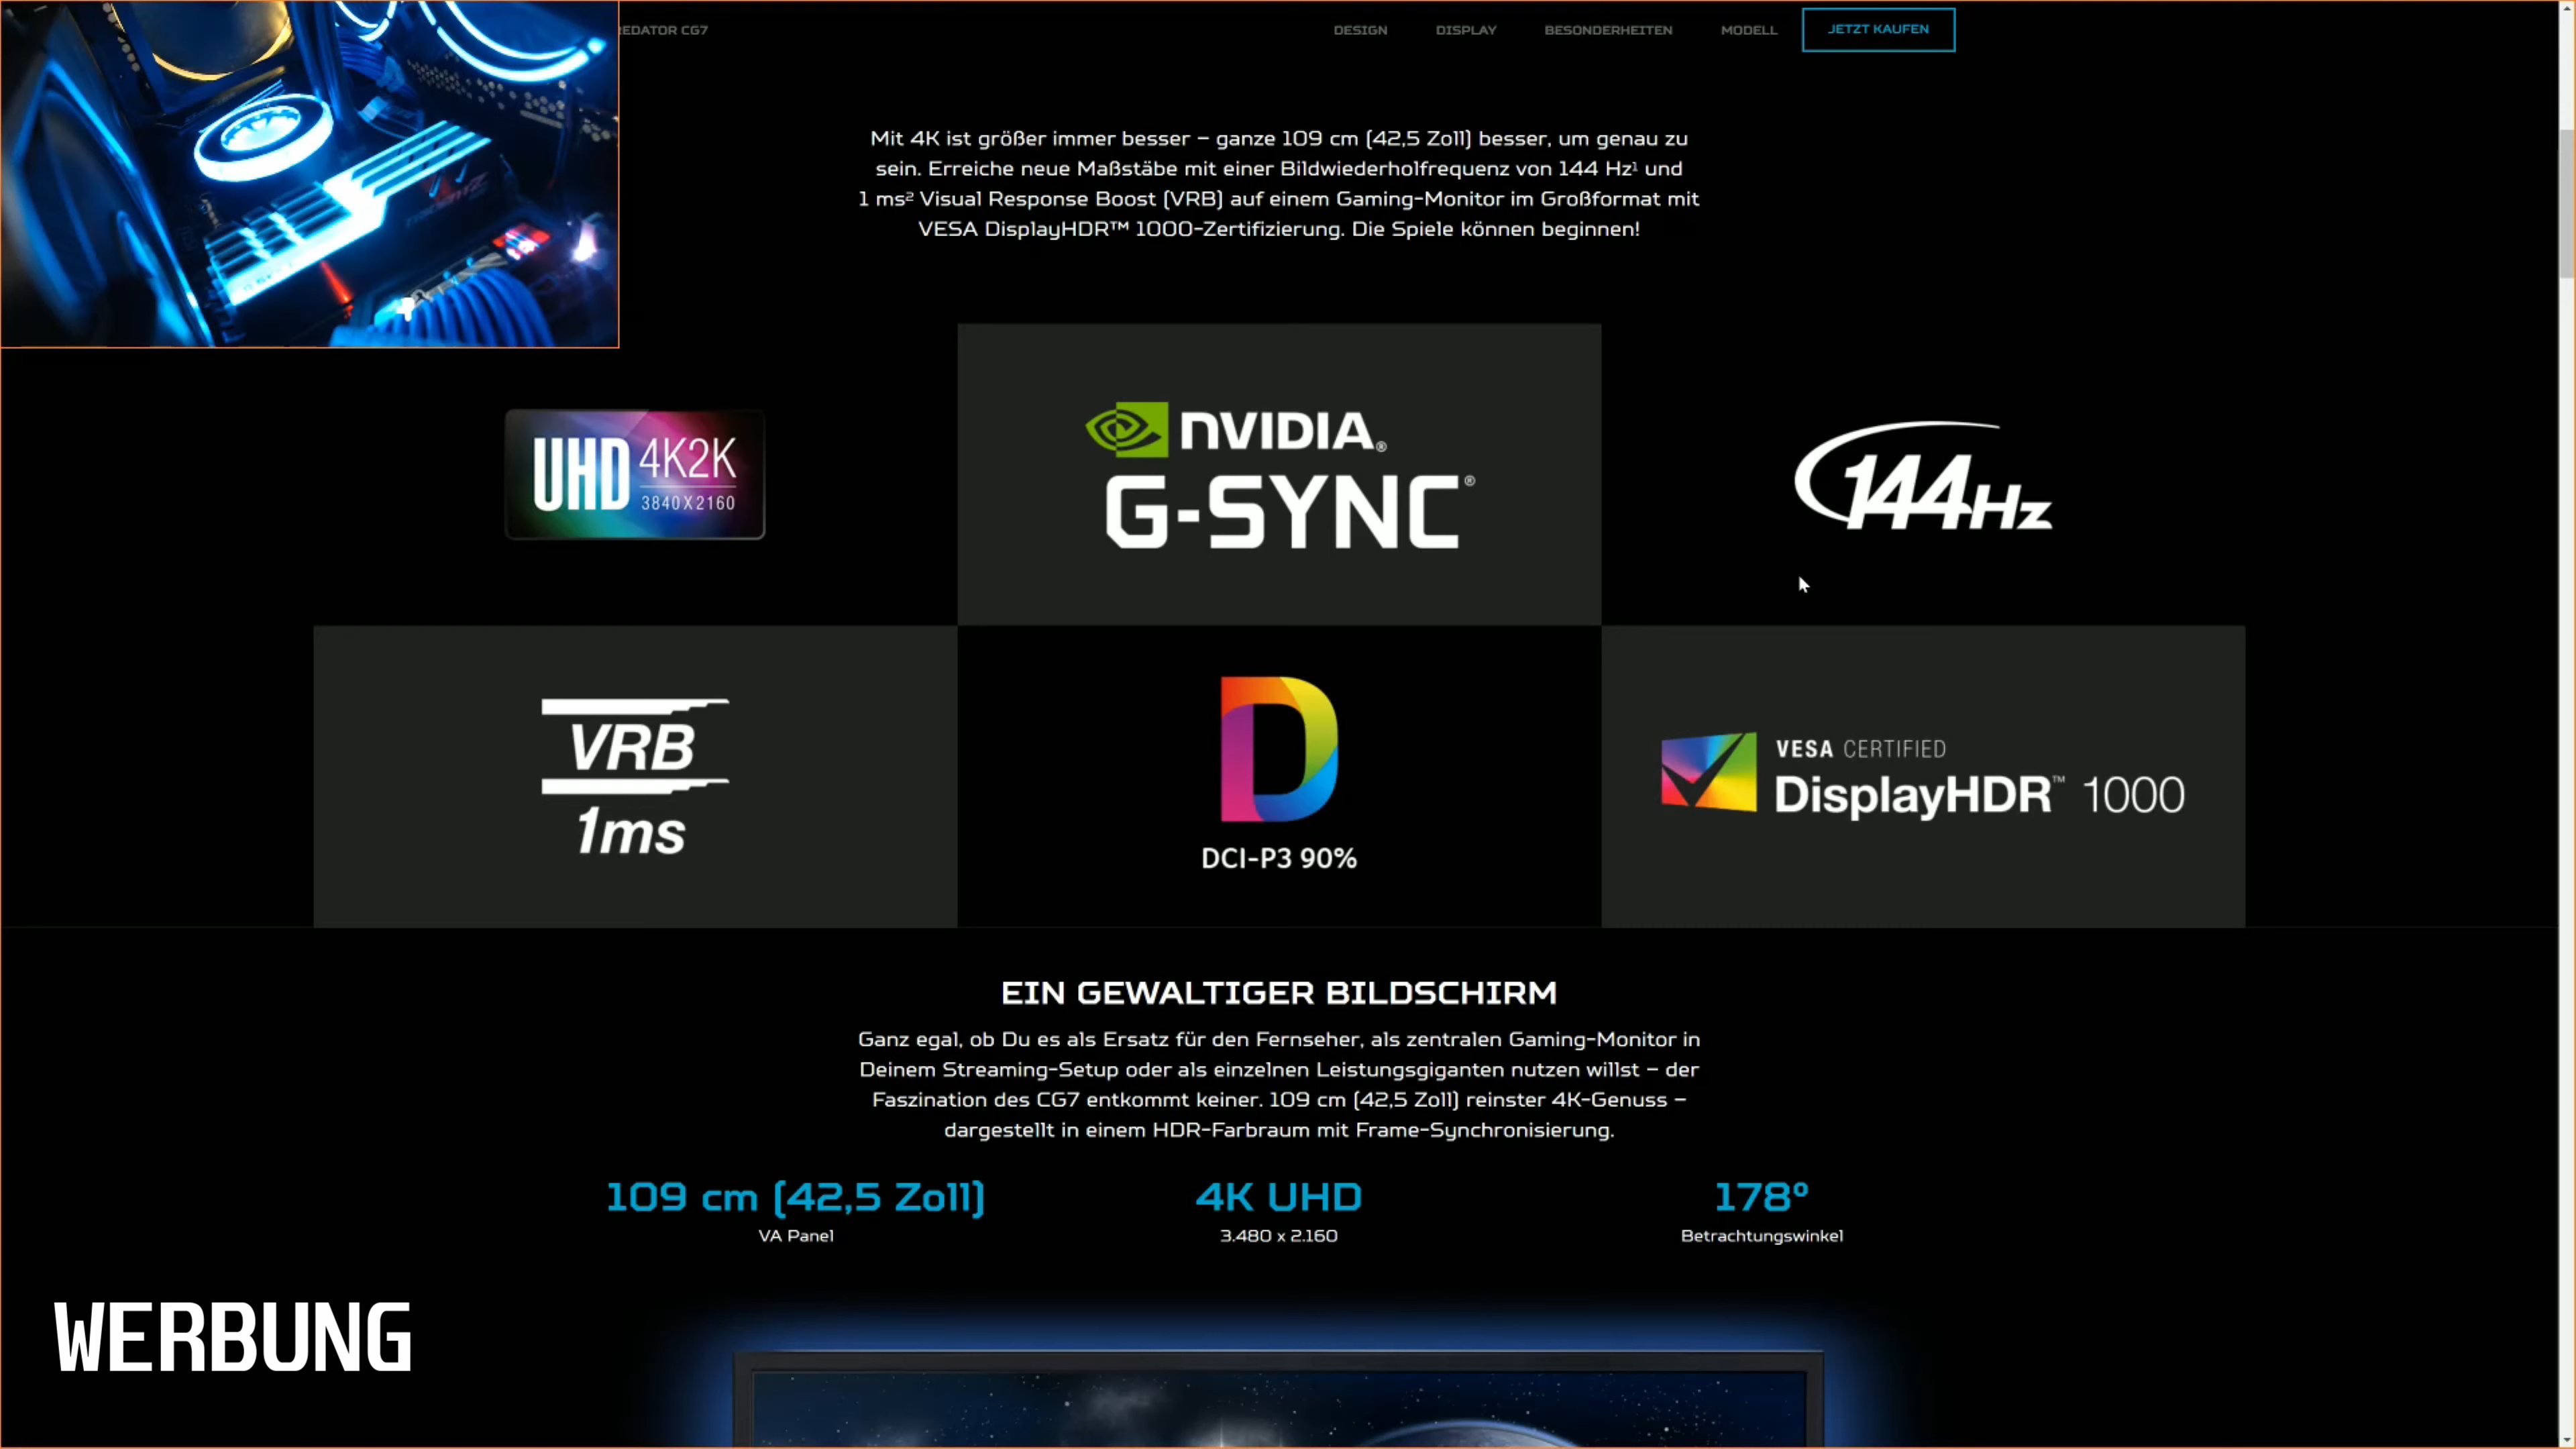 REDATOR CG7
DESIGN
DISPLAY
BESONDERHEITEN
MODELL
JETZT KAUFEN
Mit 4K ist größer immer besser – ganze 109 cm (42,5 Zoll) besser, um genau zu
sein. Erreiche neue Maßstäbe mit einer Bildwiederholfrequenz von 144 Hz¹ und
1 ms² Visual Response Boost (VRB) auf einem Gaming-Monitor im Großformat mit
VESA DisplayHDR™ 1000-Zertifizierung. Die Spiele können beginnen!
UHD 4K2K
3840X2160
NVIDIA®
G-SYNC®
144Hz
VRB
1ms
DCI-P3 90%
VESA CERTIFIED
DisplayHDR™ 1000
EIN GEWALTIGER BILDSCHIRM
Ganz egal, ob Du es als Ersatz für den Fernseher, als zentralen Gaming-Monitor in
Deinem Streaming-Setup oder als einzelnen Leistungsgiganten nutzen willst – der
Faszination des CG7 entkommt keiner. 109 cm (42,5 Zoll) reinster 4K-Genuss –
dargestellt in einem HDR-Farbraum mit Frame-Synchronisierung.
109 cm (42,5 Zoll)
VA Panel
4K UHD
3.480 x 2.160
178°
Betrachtungswinkel
WERBUNG